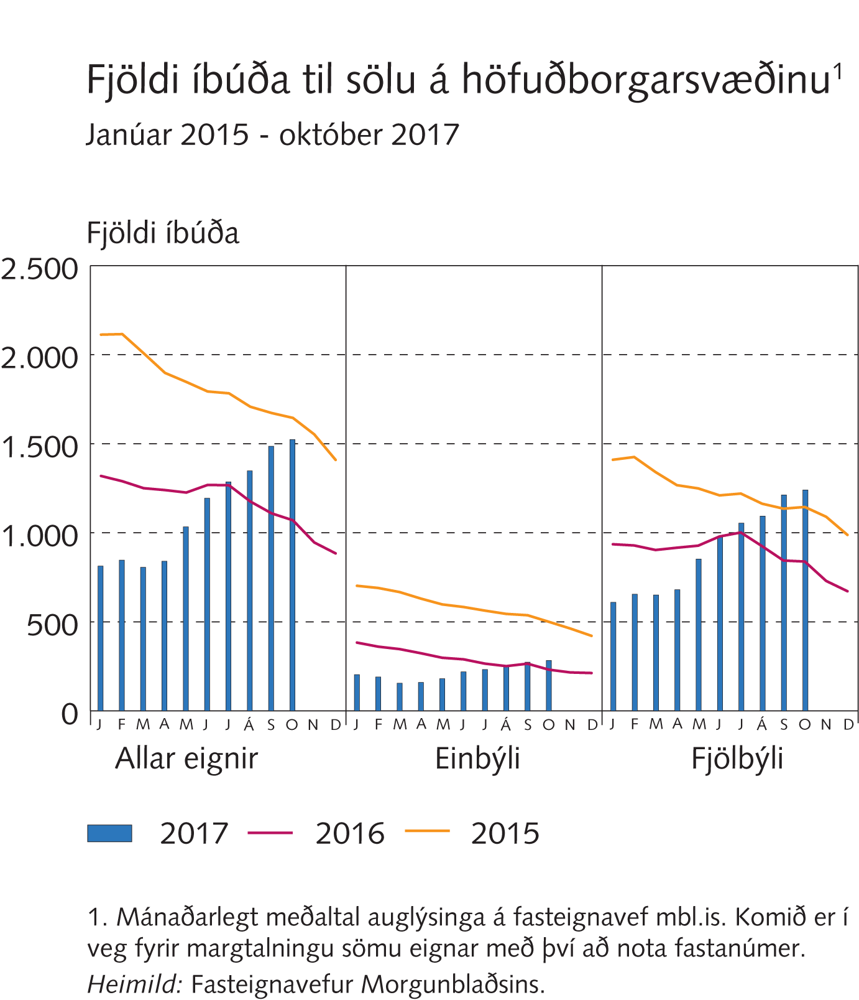 Fjöldi íbúða til sölu á höfuðborgarsvæðinu¹
Janúar 2015 - október 2017
Fjöldi íbúða
2.500
2.000
1.500
1.000
500
0
J F M A M J J Á S O N D J F M A M J J Á S O N D J F M A M J J Á S O N D
Allar eignir Einbýli Fjölbýli
2017 2016 2015
1. Mánaðarlegt meðaltal auglýsinga á fasteignavef mbl.is. Komið er í
veg fyrir margtalningu sömu eignar með því að nota fastanúmer.
Heimild: Fasteignavefur Morgunblaðsins.